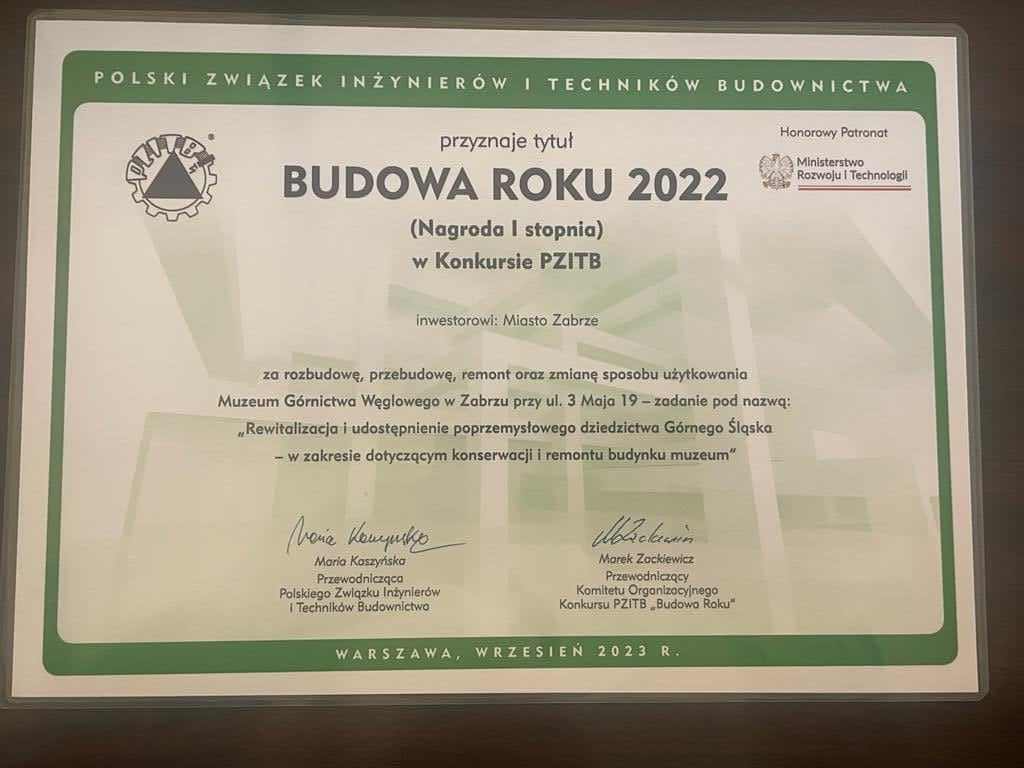 POLSKI ZWIĄZEK INŻYNIERÓW I TECHNIKÓW BUDOWNICTWA
PZITB
®
przyznaje tytuł
BUDOWA ROKU 2022
(Nagroda I stopnia)
w Konkursie PZITB
Honorowy Patronat
Ministerstwo
Rozwoju i Technologii
inwestorowi: Miasto Zabrze
za rozbudowę, przebudowę, remont oraz zmianę sposobu użytkowania
Muzeum Górnictwa Węglowego w Zabrzu przy ul. 3 Maja 19 – zadanie pod nazwą:
„Rewitalizacja i udostępnienie poprzemysłowego dziedzictwa Górnego Śląska
– w zakresie dotyczącym konserwacji i remontu budynku muzeum”
Maria Kaszyńska
Maria Kaszyńska
Przewodnicząca
Polskiego Związku Inżynierów
i Techników Budownictwa
Marek Zackiewicz
Przewodniczący
Komitetu Organizacyjnego
Konkursu PZITB „Budowa Roku”
WARSZAWA, WRZESIEŃ 2023 R.